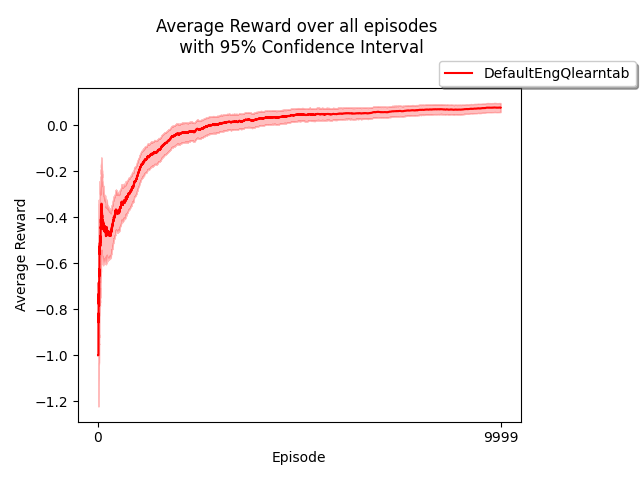 Average Reward over all episodes
with 95% Confidence Interval
DefaultEngQlearntab
Average Reward
0.0
−0.2
−0.4
−0.6
−0.8
−1.0
−1.2
0
9999
Episode